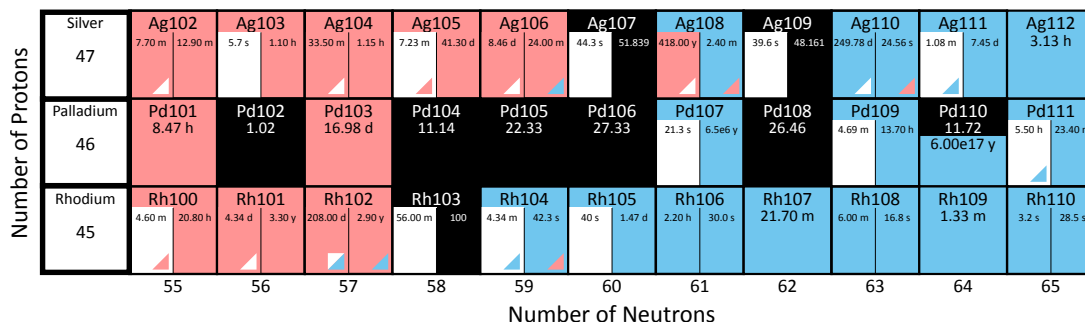 Number of Protons
Silver
47
Ag102
7.70 m 12.90 m
Ag103
5.7 s 1.10 h
Ag104
33.50 m 1.15 h
Ag105
7.23 m 41.30 d
Ag106
8.46 d 24.00 m
Ag107
44.3 s 51.839
Ag108
418.00 y 2.40 m
Ag109
39.6 s 48.161
Ag110
249.78 d 24.56 s
Ag111
1.08 m 7.45 d
Ag112
3.13 h
Palladium
46
Pd101
8.47 h
Pd102
1.02
Pd103
16.98 d
Pd104
11.14
Pd105
22.33
Pd106
27.33
Pd107
21.3 s 6.5e6 y
Pd108
26.46
Pd109
4.69 m 13.70 h
Pd110
11.72
6.00e17 y
Pd111
5.50 h 23.40 m
Rhodium
45
Rh100
4.60 m 20.80 h
Rh101
4.34 d 3.30 y
Rh102
208.00 d 2.90 y
Rh103
56.00 m 100
Rh104
4.34 m 42.3 s
Rh105
40 s 1.47 d
Rh106
2.20 h 30.0 s
Rh107
21.70 m
Rh108
6.00 m 16.8 s
Rh109
1.33 m
Rh110
3.2 s 28.5 s
55 56 57 58 59 60 61 62 63 64 65
Number of Neutrons